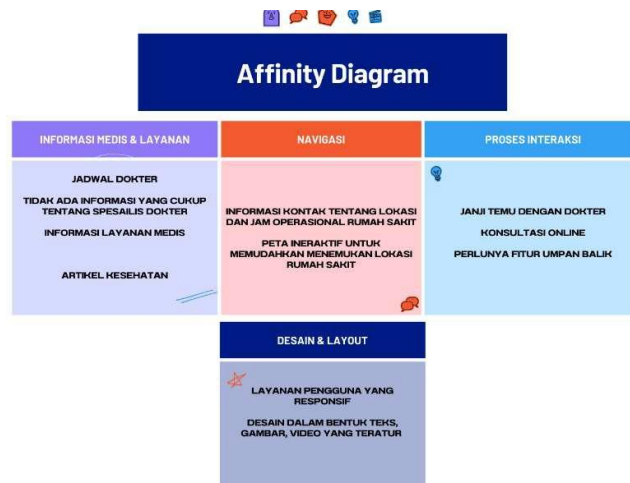 Affinity Diagram
INFORMASI MEDIS & LAYANAN
JADWAL DOKTER
TIDAK ADA INFORMASI YANG CUKUP
TENTANG SPESAILIS DOKTER
INFORMASI LAYANAN MEDIS
ARTIKEL KESEHATAN
NAVIGASI
INFORMASI KONTAK TENTANG LOKASI
DAN JAM OPERASIONAL RUMAH SAKIT
PETA INERAKTIF UNTUK
MEMUDAHKAN MENEMUKAN LOKASI
RUMAH SAKIT
PROSES INTERAKSI
JANJI TEMU DENGAN DOKTER
KONSULTASI ONLINE
PERLUNYA FITUR UMPAN BALIK
DESAIN & LAYOUT
LAYANAN PENGGUNA YANG
RESPONSIF
DESAIN DALAM BENTUK TEKS,
GAMBAR, VIDEO YANG TERATUR